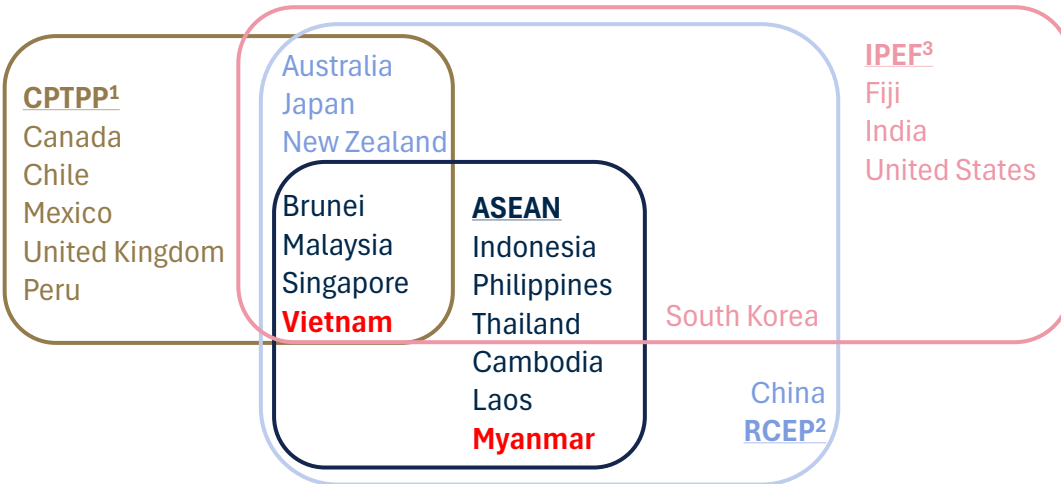 CPTPP¹
Canada
Chile
Mexico
United Kingdom
Peru
Australia
Japan
New Zealand
Brunei
Malaysia
Singapore
Vietnam
ASEAN
Indonesia
Philippines
Thailand
Cambodia
Laos
Myanmar
IPEF³
Fiji
India
United States
South Korea
China
RCEP²